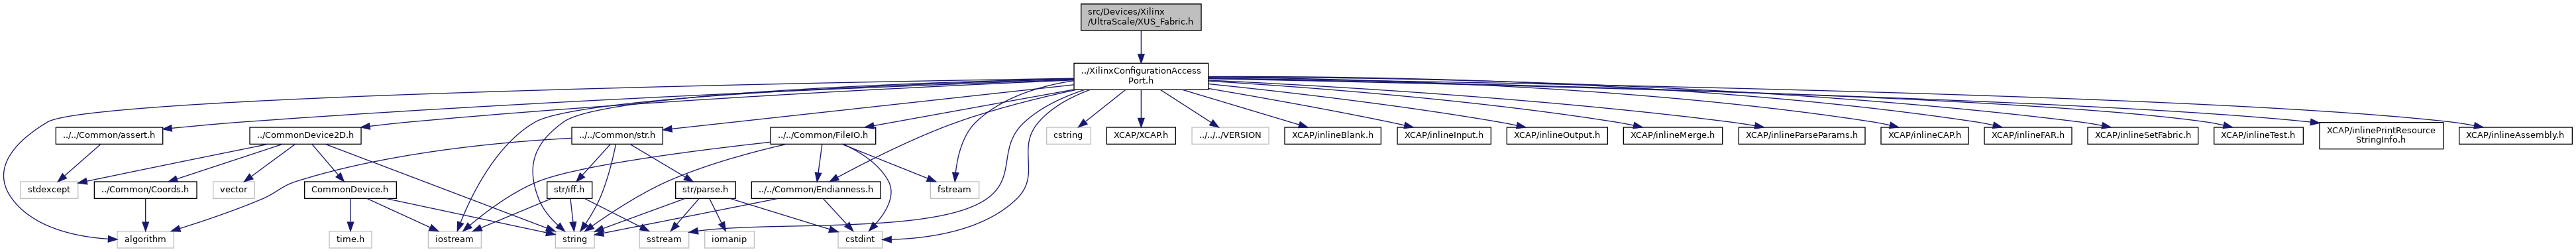 src/Devices/Xilinx
/UltraScale/XUS_Fabric.h
../XilinxConfigurationAccess
Port.h
../../Common/assert.h
../CommonDevice2D.h
../../Common/str.h
../../Common/FileIO.h
cstring
XCAP/XCAP.h
../../../VERSION
XCAP/inlineBlank.h
XCAP/inlineInput.h
XCAP/inlineOutput.h
XCAP/inlineMerge.h
XCAP/inlineParseParams.h
XCAP/inlineCAP.h
XCAP/inlineFAR.h
XCAP/inlineSetFabric.h
XCAP/inlineTest.h
XCAP/inlinePrintResource
StringInfo.h
XCAP/inlineAssembly.h
stdexcept
../Common/Coords.h
vector
CommonDevice.h
str/iff.h
str/parse.h
../../Common/Endianness.h
fstream
algorithm
time.h
iostream
string
sstream
iomanip
cstdint